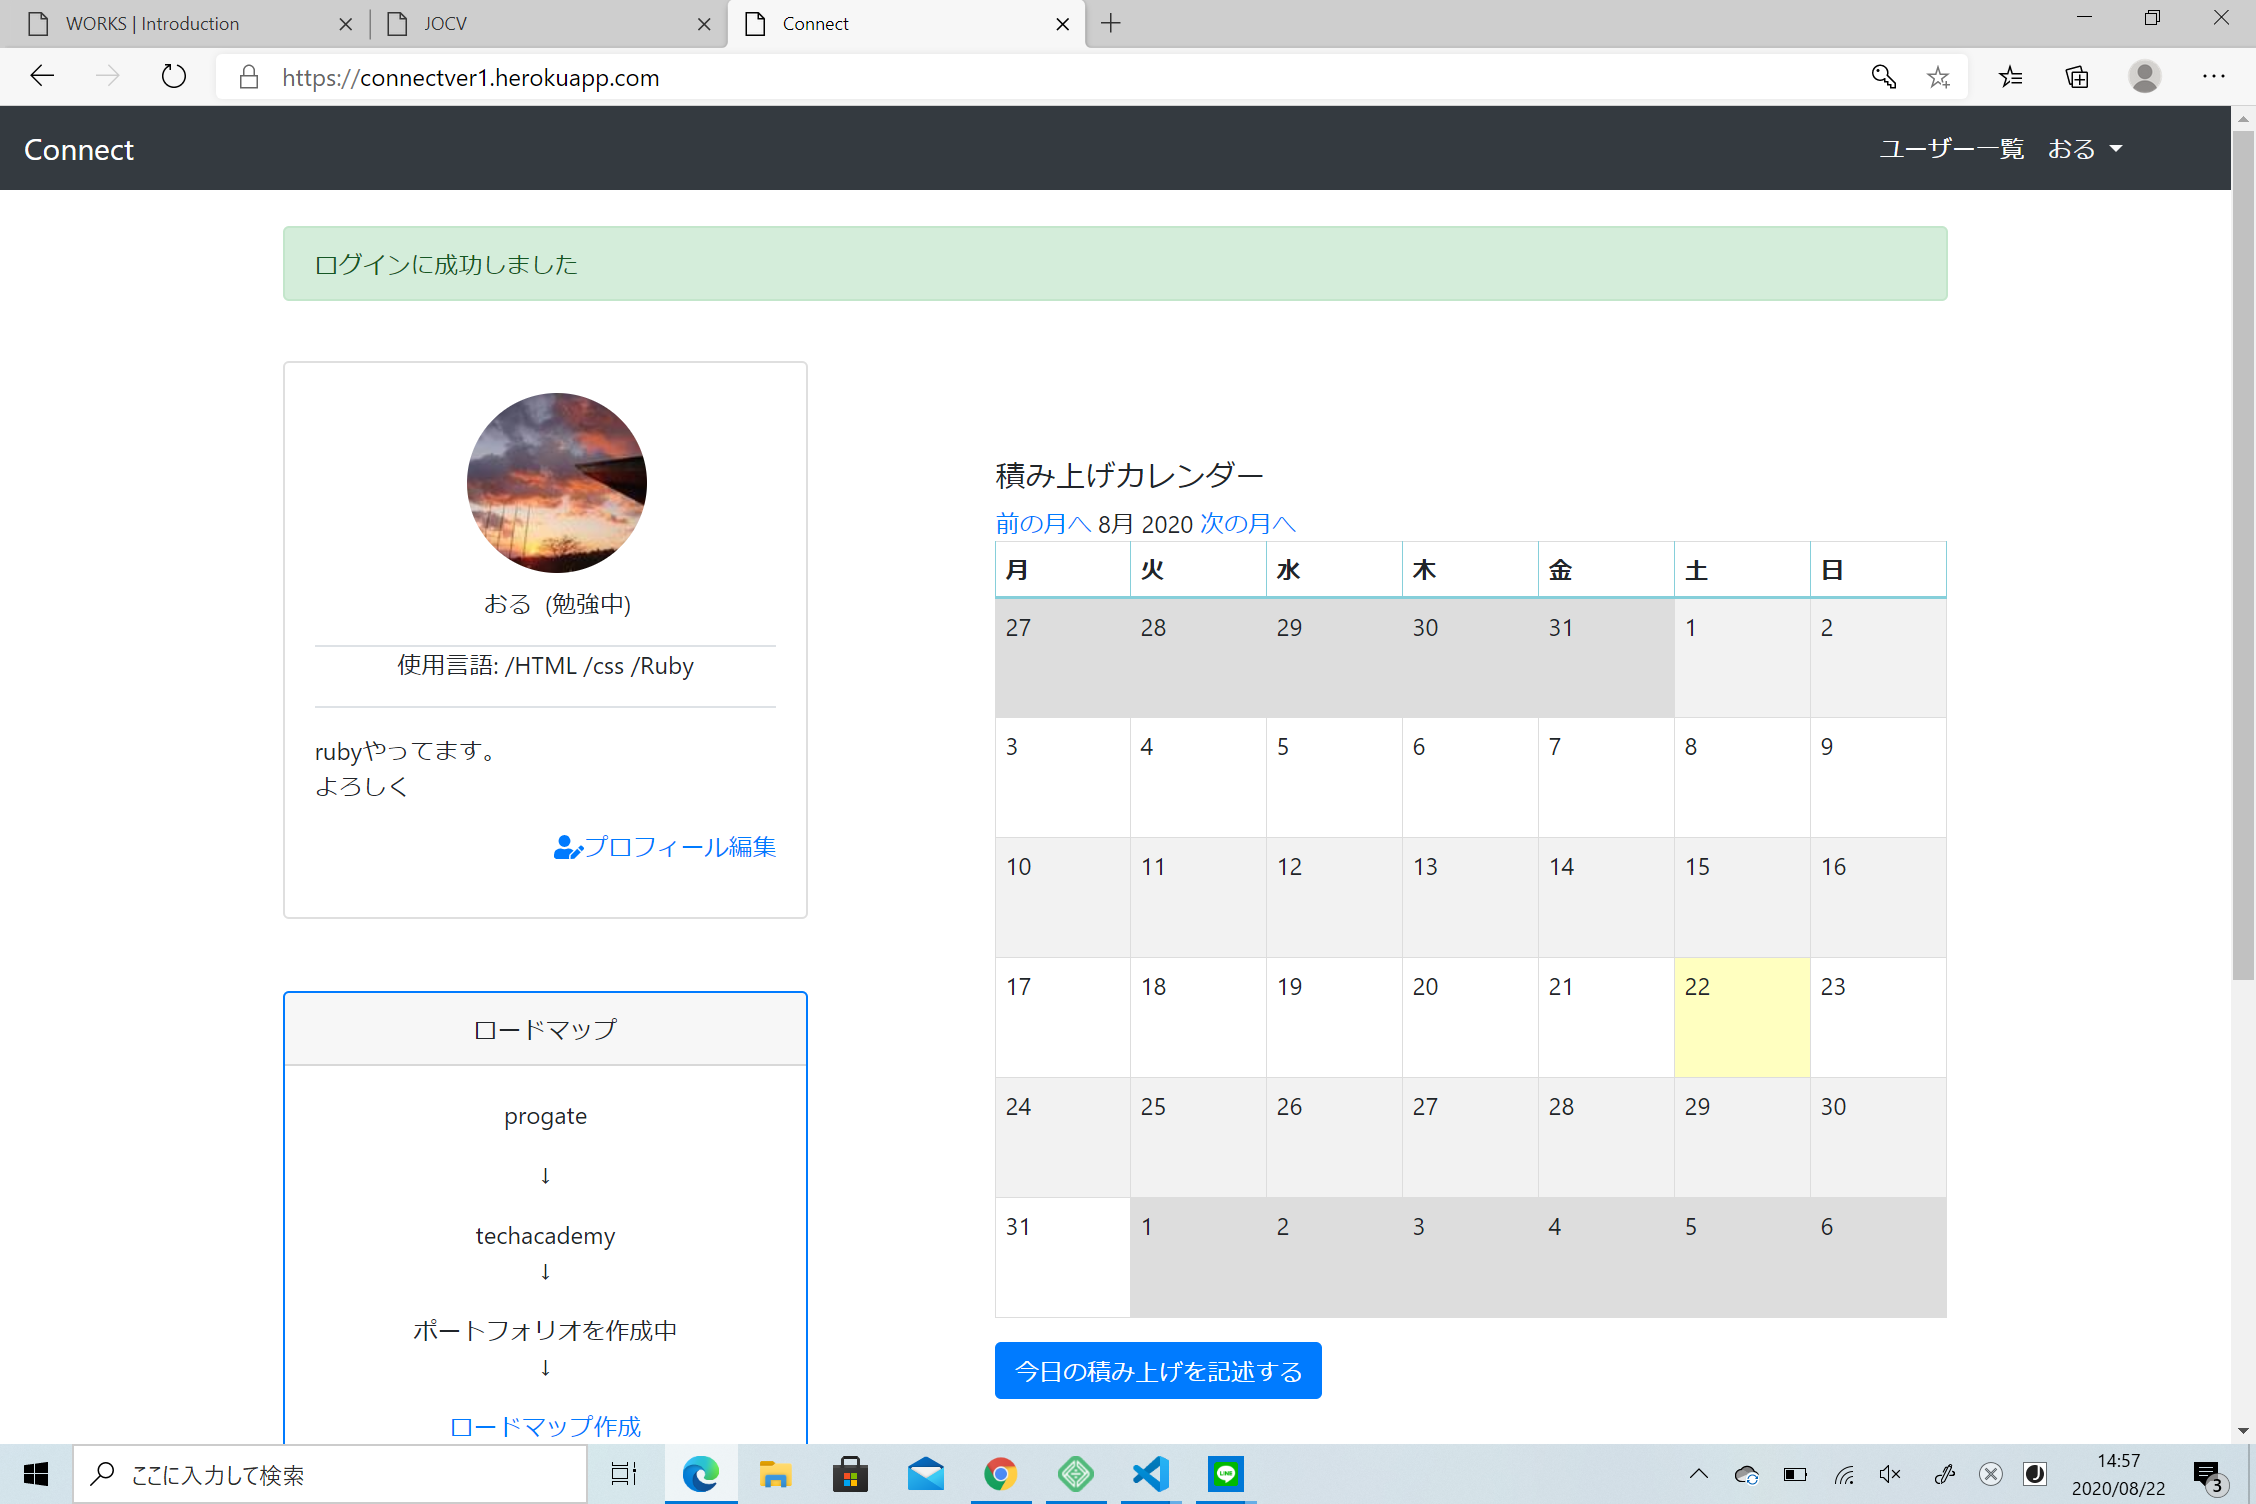 WORKS | Introduction
JOCV
Connect
https://connectver1.herokuapp.com
Connect
ユーザー一覧 おる
ログインに成功しました
おる (勉強中)
使用言語: /HTML /css /Ruby
rubyやってます。
よろしく
プロフィール編集
ロードマップ
progate
↓
techacademy
↓
ポートフォリオを作成中
↓
ロードマップ作成
積み上げカレンダー
前の月へ 8月 2020 次の月へ
月 火 水 木 金 土 日
27 28 29 30 31 1 2
3 4 5 6 7 8 9
10 11 12 13 14 15 16
17 18 19 20 21 22 23
24 25 26 27 28 29 30
31 1 2 3 4 5 6
今日の積み上げを記述する
ここに入力して検索
LINE
14:57
2020/08/22
3